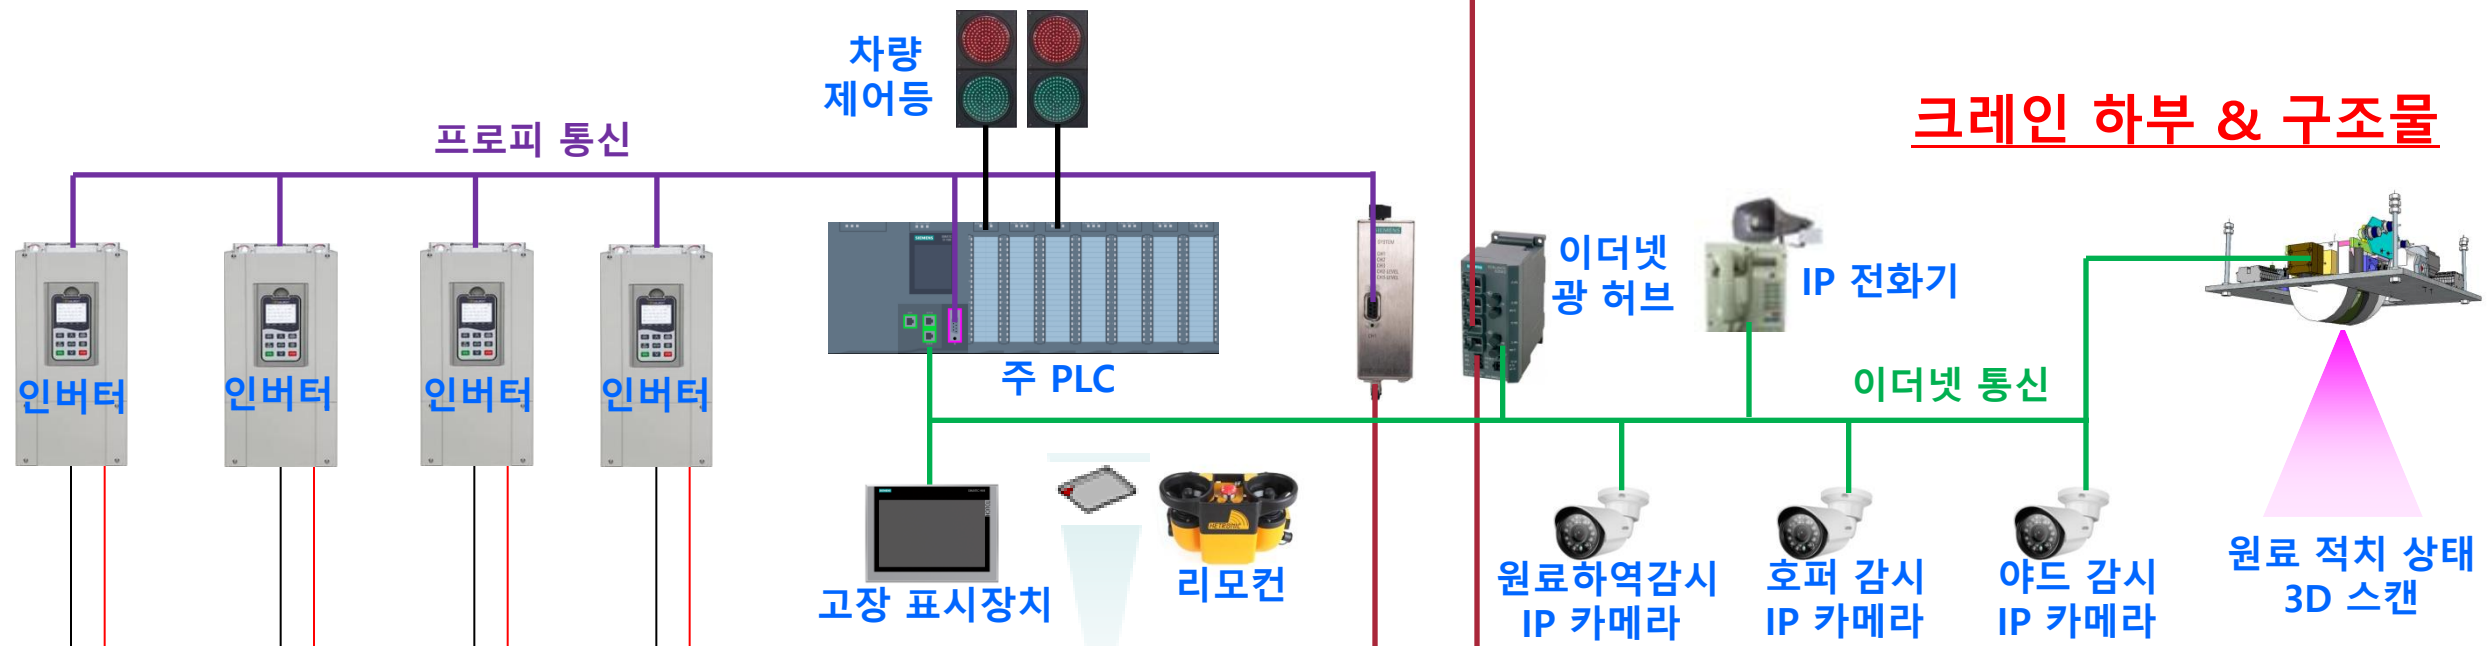 차량
제어등
프로피 통신
크레인 하부 & 구조물
이더넷
광 허브
IP 전화기
인버터
인버터
인버터
인버터
주 PLC
이더넷 통신
SIEMENS
SIEMENS
HETRONIC
고장 표시장치
리모컨
원료하역감시
IP 카메라
호퍼 감시
IP 카메라
야드 감시
IP 카메라
원료 적치 상태
3D 스캔